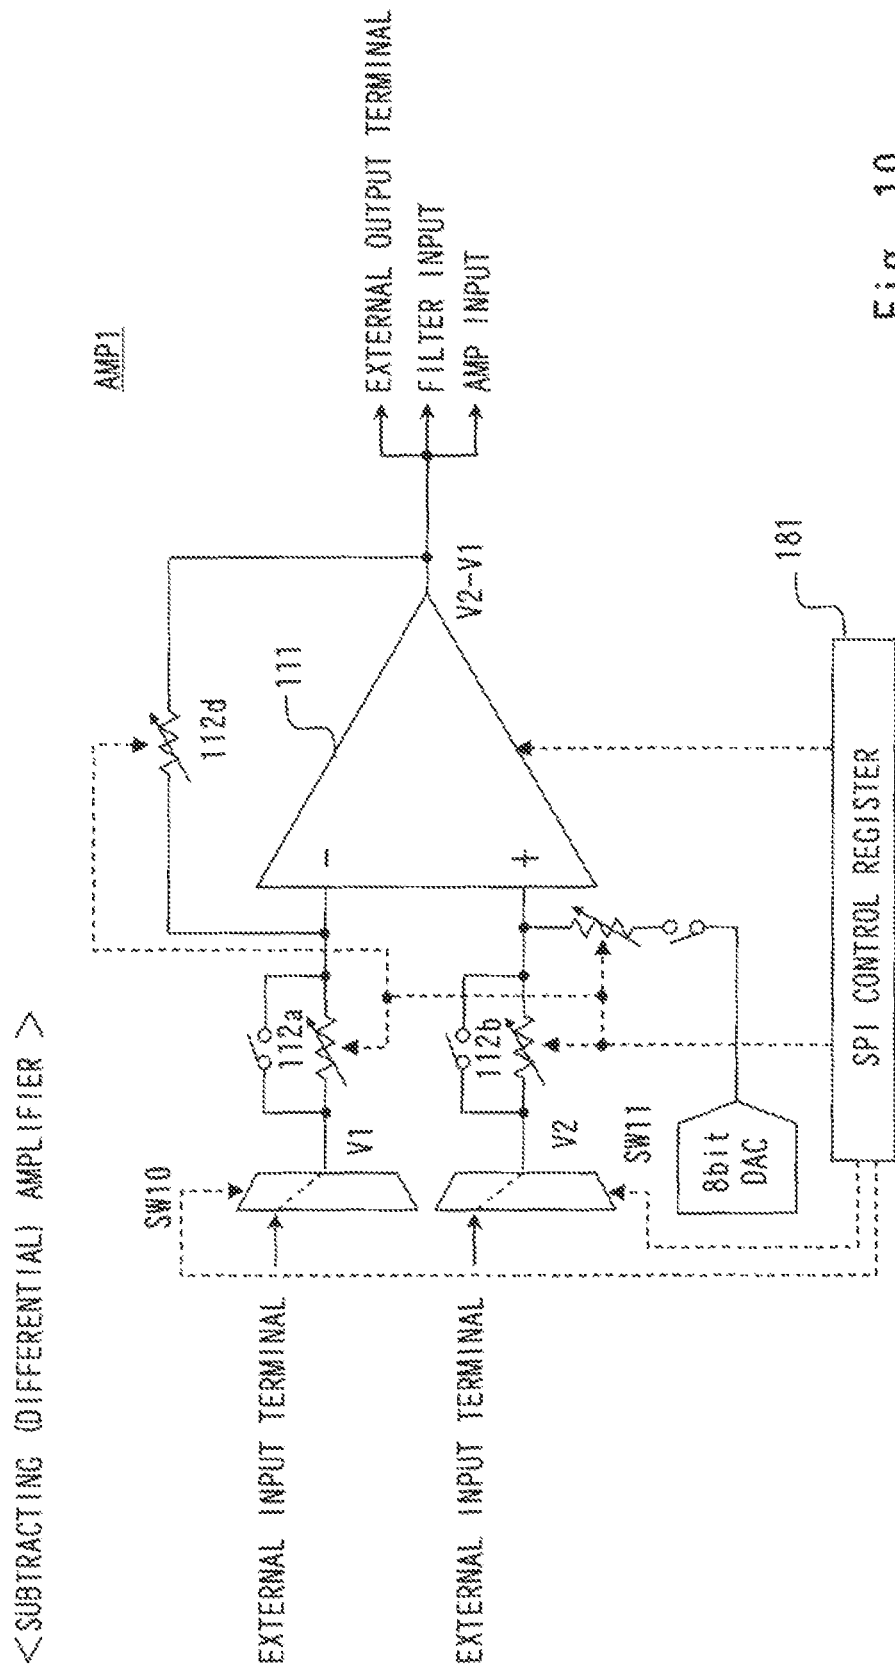 <SUBTRACTING (DIFFERENTIAL) AMPLIFIER >
AMP1
SW10
EXTERNAL INPUT TERMINAL
V1
112a
112d
111
EXTERNAL OUTPUT TERMINAL
FILTER INPUT
AMP INPUT
V2-V1
−
+
EXTERNAL INPUT TERMINAL
V2
112b
SW11
8bit
DAC
181
SPI CONTROL REGISTER
Fig. 10